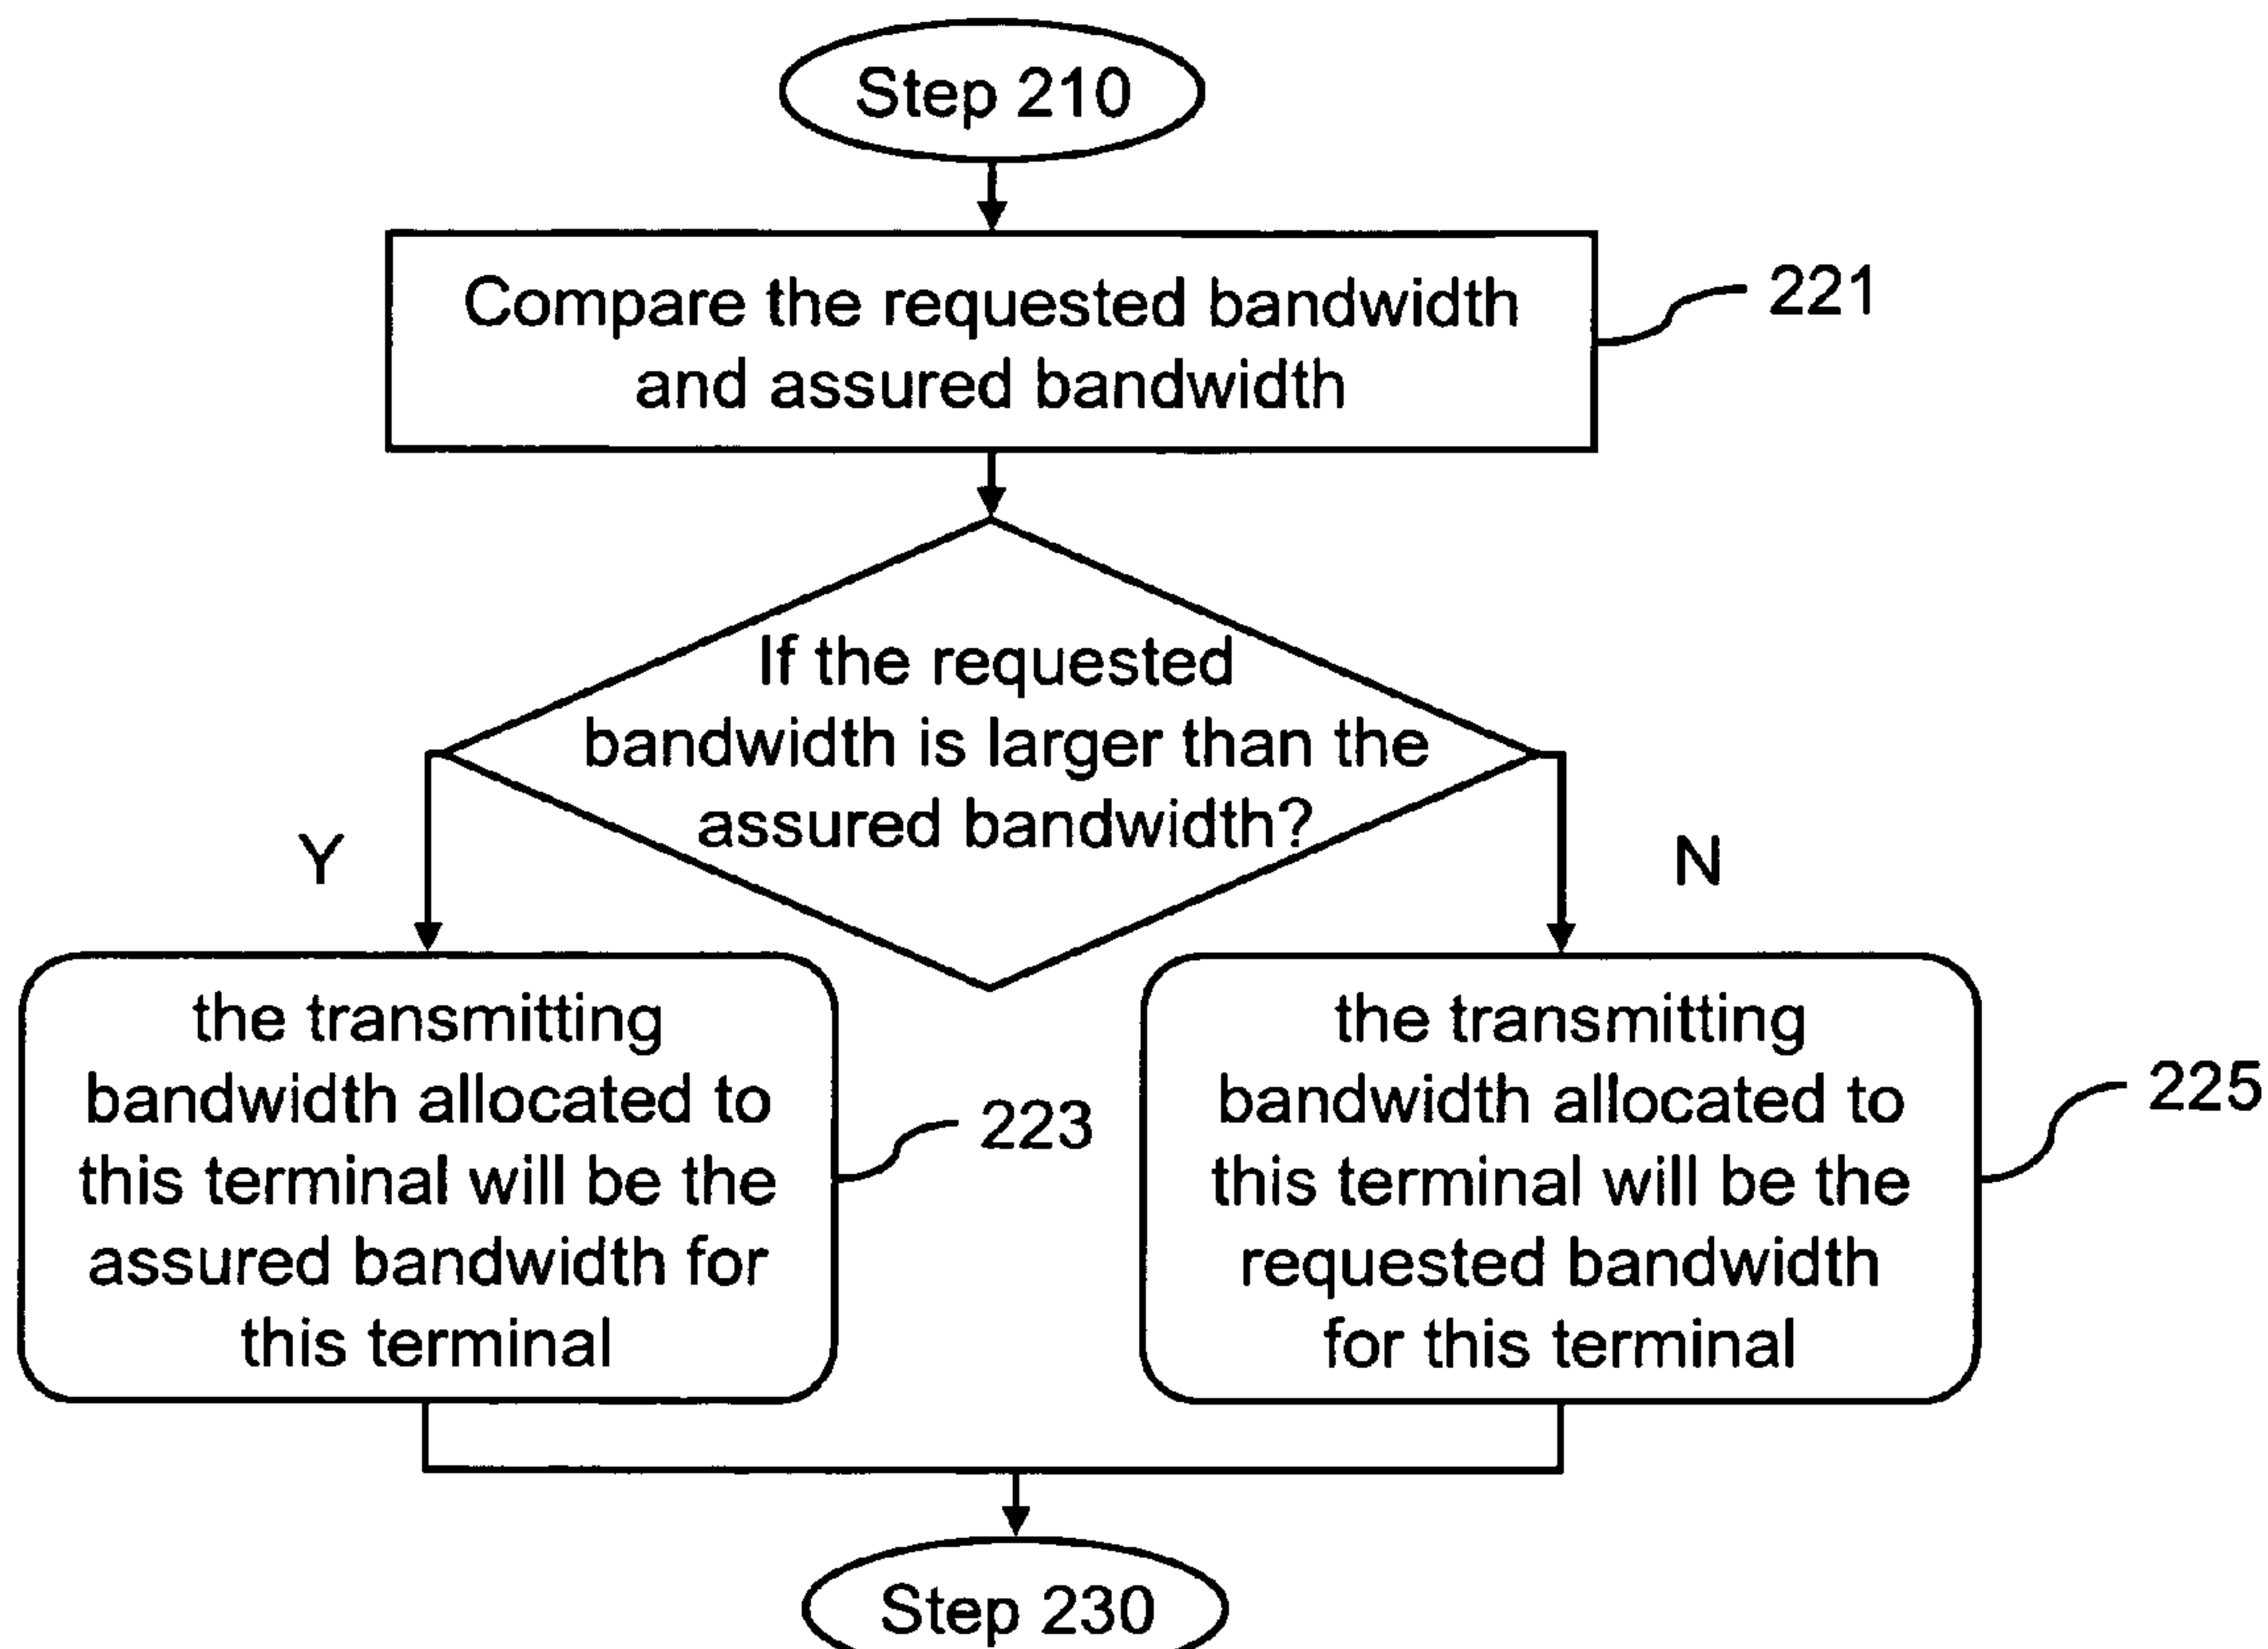 Step 210
Compare the requested bandwidth
and assured bandwidth
221
If the requested
bandwidth is larger than the
assured bandwidth?
Y
N
the transmitting
bandwidth allocated to
this terminal will be the
assured bandwidth for
this terminal
223
the transmitting
bandwidth allocated to
this terminal will be the
requested bandwidth
for this terminal
225
Step 230